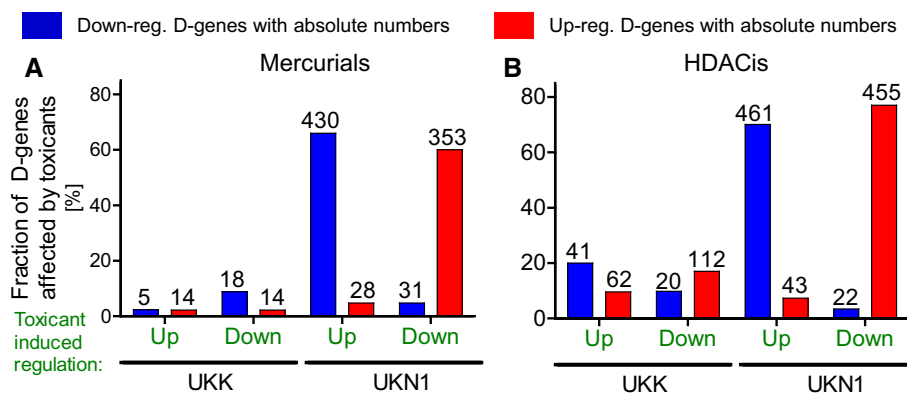 Down-reg. D-genes with absolute numbers
Up-reg. D-genes with absolute numbers
A
Mercurials
Fraction of D-genes
affected by toxicants
[%]
80
60
40
20
0
5
14
18
14
430
28
31
353
Toxicant
induced
regulation:
Up
Down
Up
Down
UKK
UKN1
B
HDACis
80
60
40
20
0
41
62
20
112
461
43
22
455
Up
Down
Up
Down
UKK
UKN1